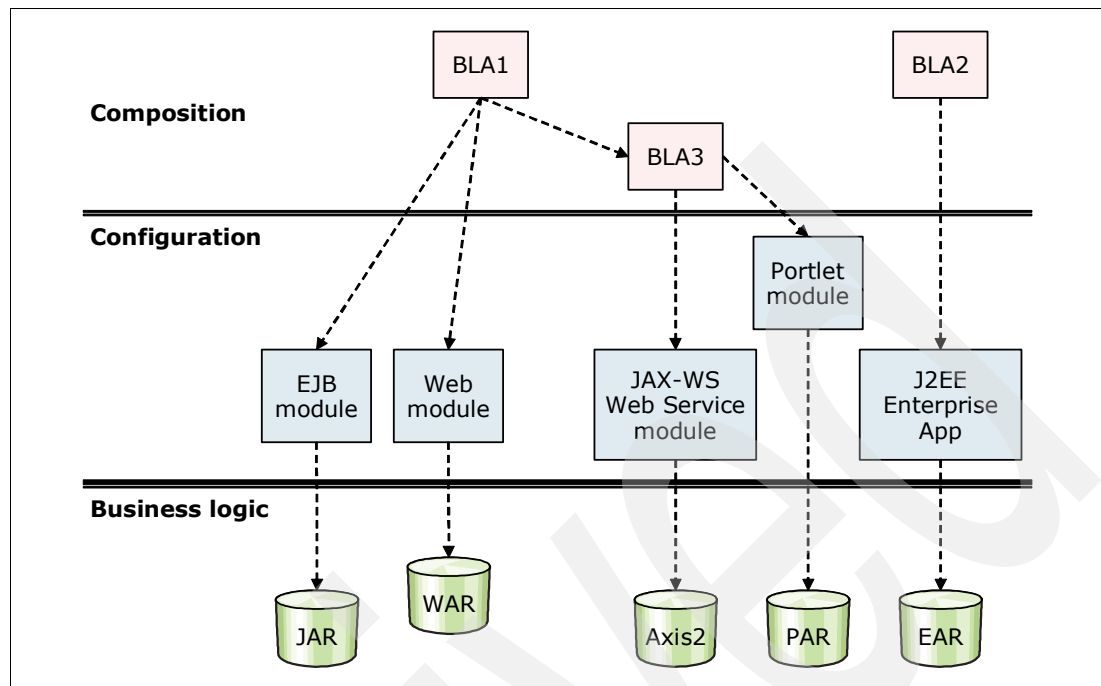 BLA1
BLA2
Composition
BLA3
Configuration
Portlet
module
EJB
module
Web
module
JAX-WS
Web Service
module
J2EE
Enterprise
App
Business logic
JAR
WAR
Axis2
PAR
EAR